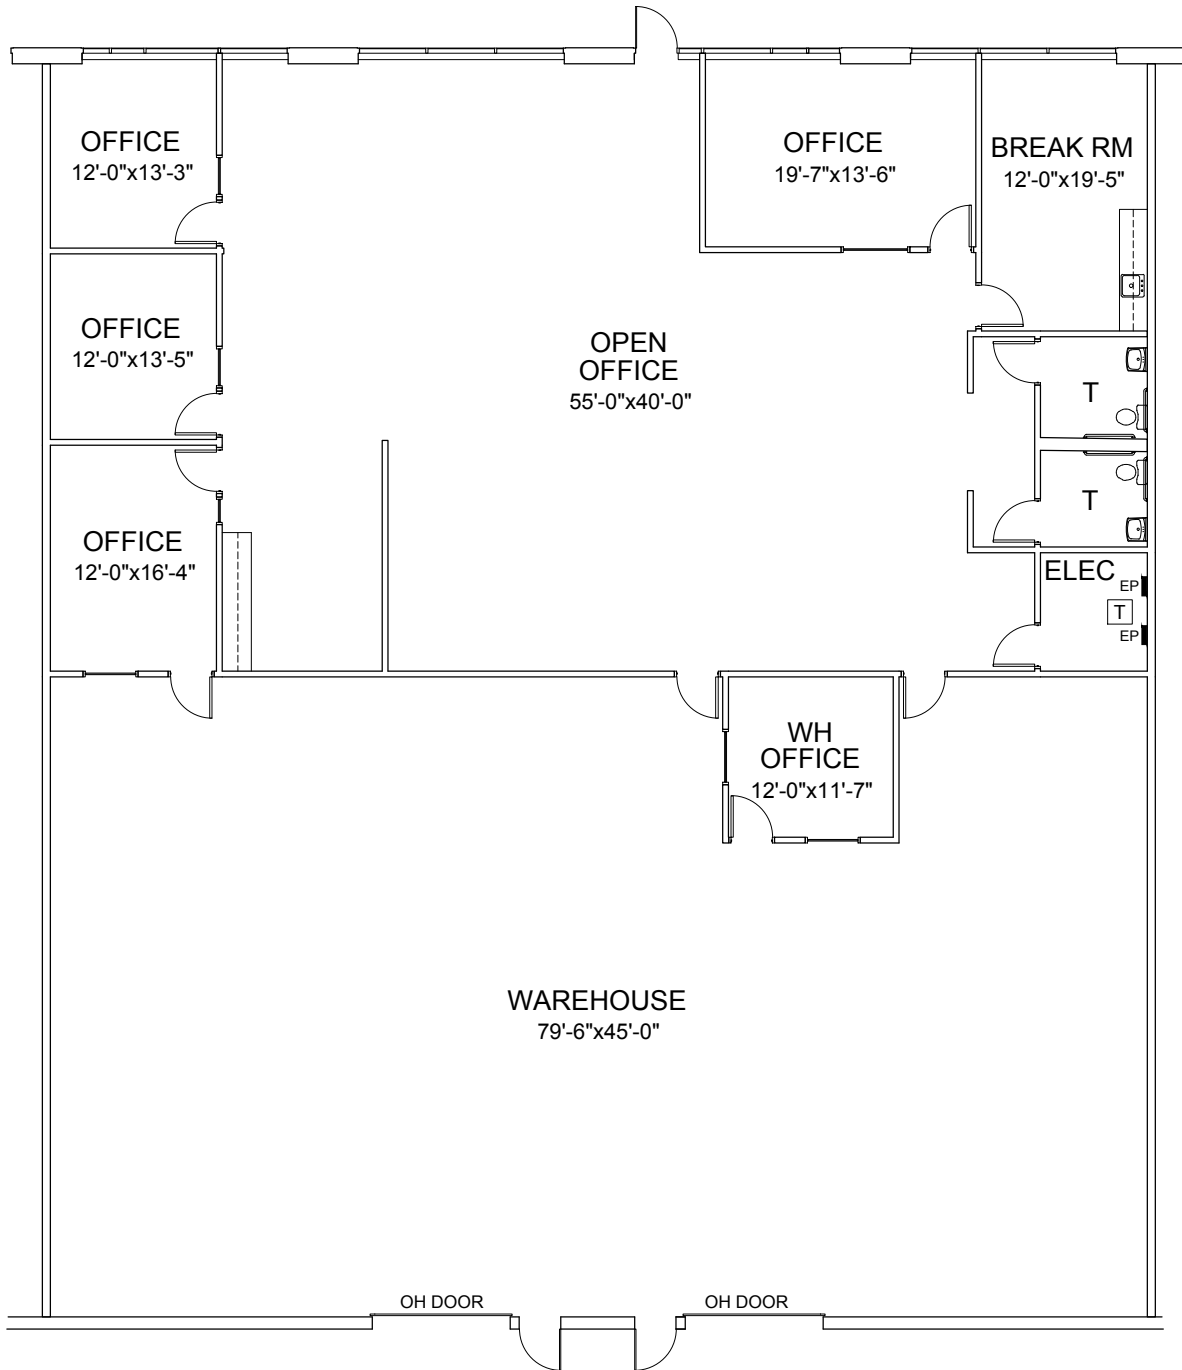 OFFICE
12'-0"x13'-3"
OFFICE
19'-7"x13'-6"
BREAK RM
12'-0"x19'-5"
OFFICE
12'-0"x13'-5"
OPEN
OFFICE
55'-0"x40'-0"
T
T
OFFICE
12'-0"x16'-4"
ELEC
EP
T
EP
WH
OFFICE
12'-0"x11'-7"
WAREHOUSE
79'-6"x45'-0"
OH DOOR
OH DOOR